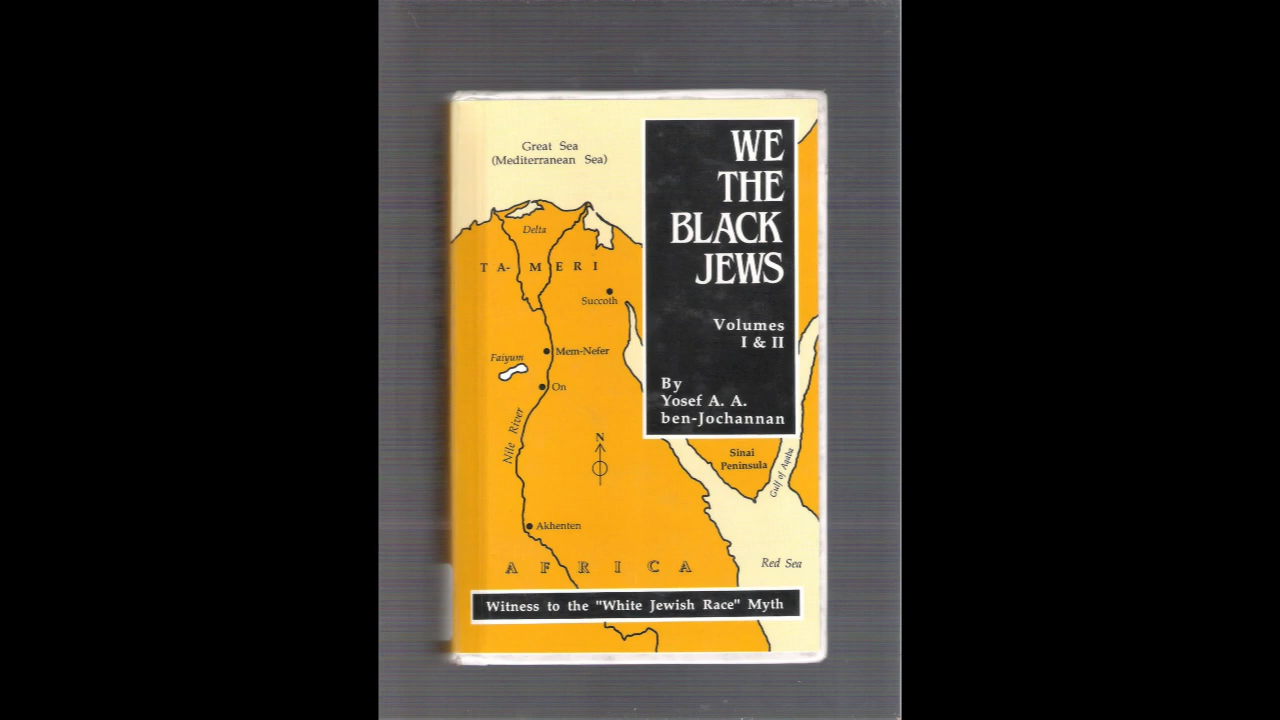 WE
THE
BLACK
JEWS
Volumes
I & II
By
Yosef A. A.
ben-Jochannan
Great Sea
(Mediterranean Sea)
Delta
TA-MERI
Succoth
Faiyum
Mem-Nefer
On
Nile River
N
Sinai
Peninsula
Gulf of Aqaba
Akhenten
Red Sea
AFRICA
Witness to the "White Jewish Race" Myth